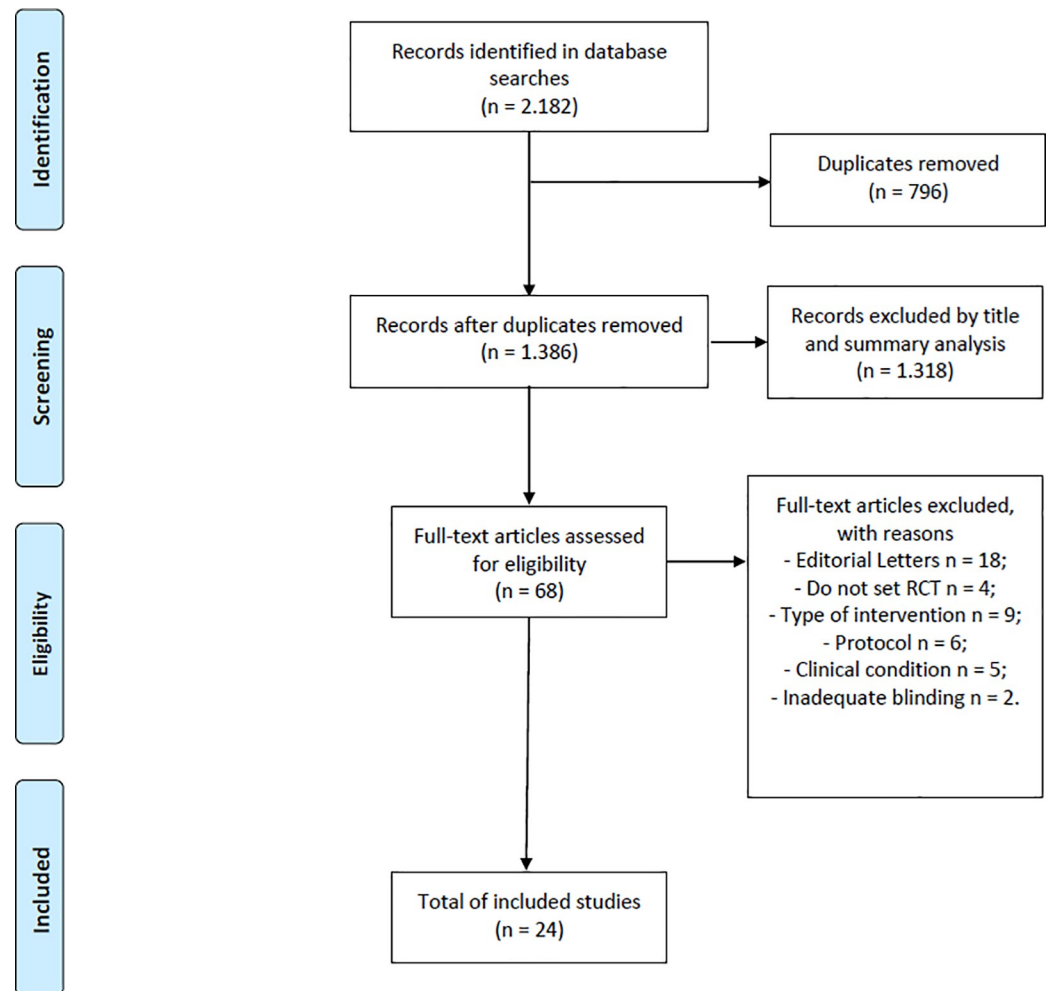 Identification
Records identified in database
searches
(n = 2.182)
Duplicates removed
(n = 796)
Screening
Records after duplicates removed
(n = 1.386)
Records excluded by title
and summary analysis
(n = 1.318)
Eligibility
Full-text articles assessed
for eligibility
(n = 68)
Full-text articles excluded,
with reasons
- Editorial Letters n = 18;
- Do not set RCT n = 4;
- Type of intervention n = 9;
- Protocol n = 6;
- Clinical condition n = 5;
- Inadequate blinding n = 2.
Included
Total of included studies
(n = 24)